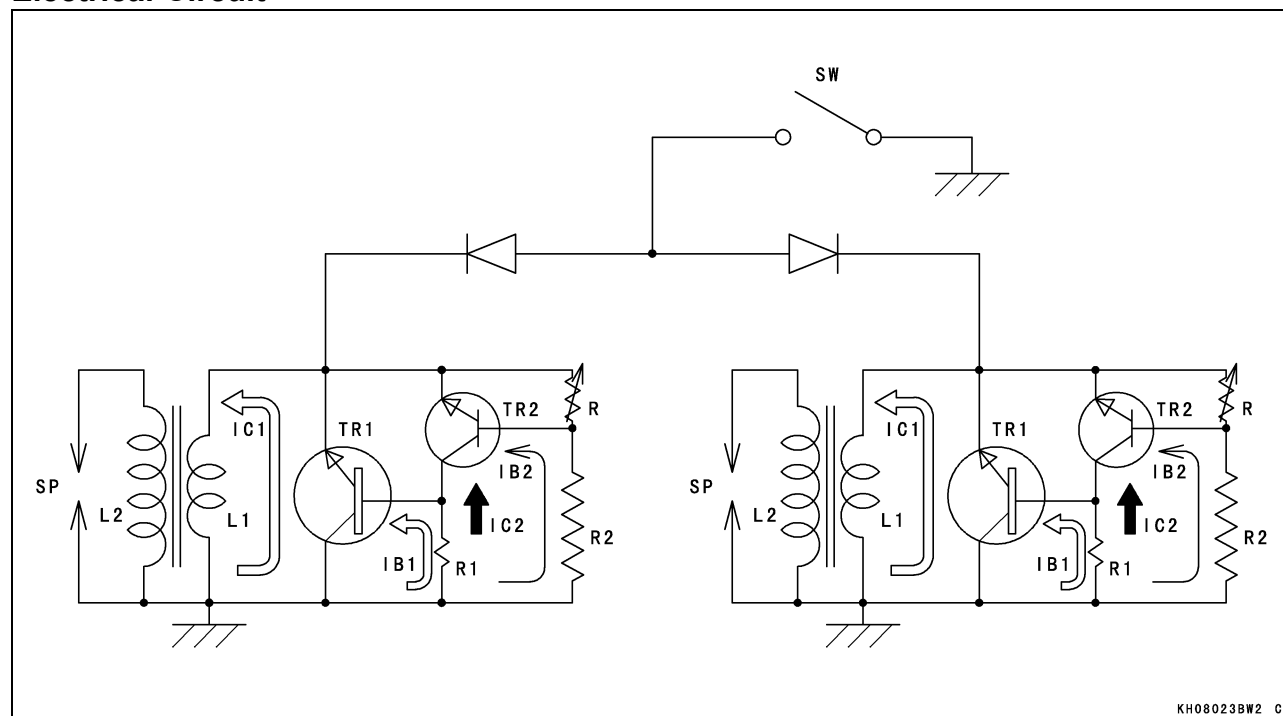 Electrical Circuit
SW
IC1
TR1
TR2
R
IB2
SP
L2
L1
IC2
R2
IB1
R1
IC1
TR1
TR2
R
IB2
SP
L2
L1
IC2
R2
IB1
R1
KH08023BW2 C